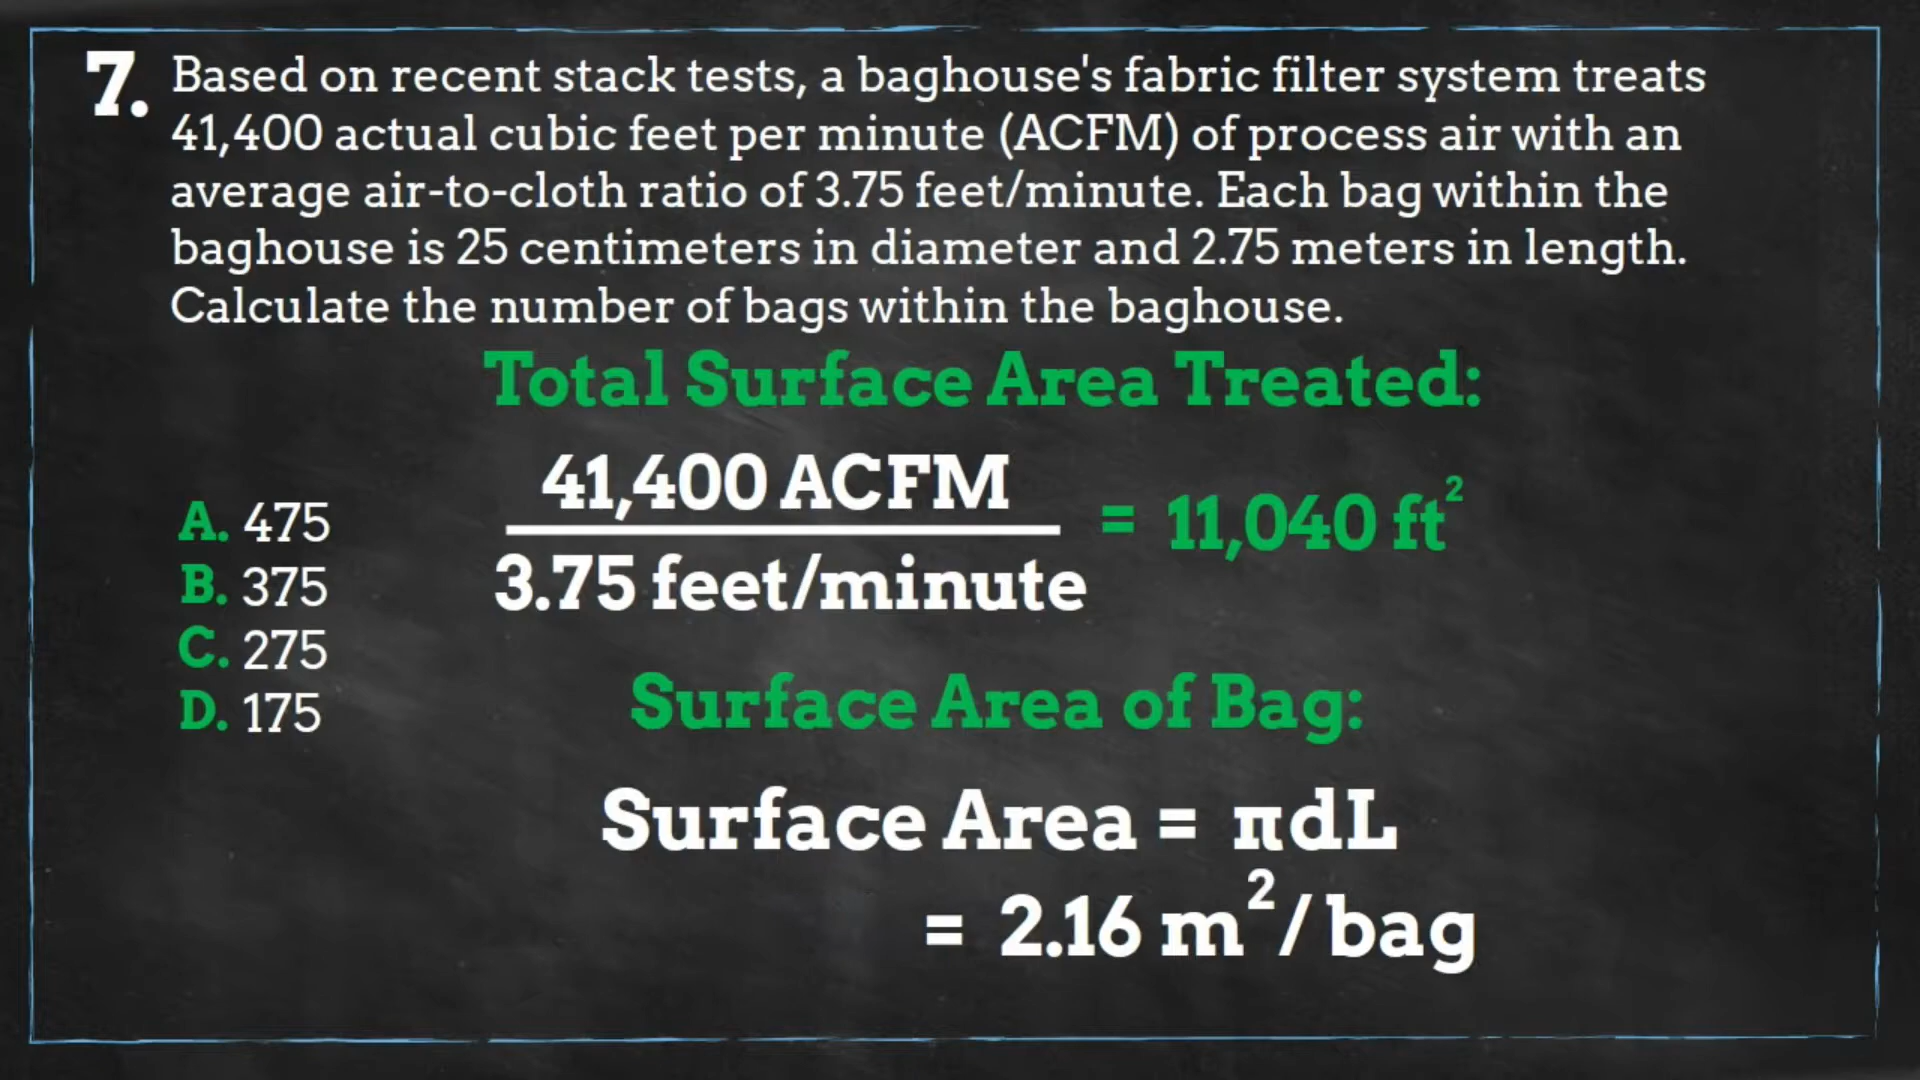 7. Based on recent stack tests, a baghouse's fabric filter system treats
41,400 actual cubic feet per minute (ACFM) of process air with an
average air-to-cloth ratio of 3.75 feet/minute. Each bag within the
baghouse is 25 centimeters in diameter and 2.75 meters in length.
Calculate the number of bags within the baghouse.
Total Surface Area Treated:
41,400 ACFM
3.75 feet/minute
= 11,040 ft²
A. 475
B. 375
C. 275
D. 175
Surface Area of Bag:
Surface Area = πdL
= 2.16 m²/bag